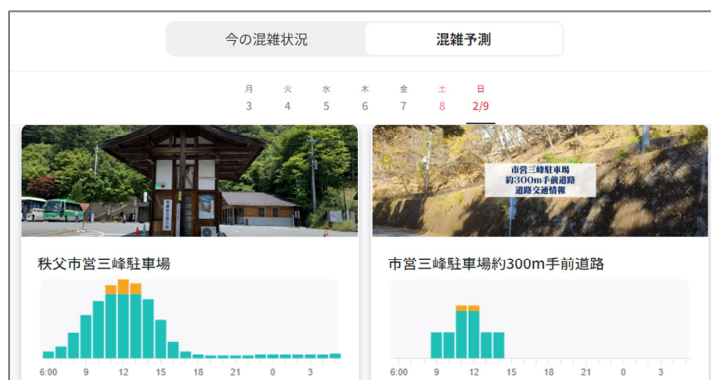 今の混雑状況
混雑予測
月 火 水 木 金 土 日
3 4 5 6 7 8 2/9
市営三峰駐車場
約300m手前道路
道路交通情報
秩父市営三峰駐車場
市営三峰駐車場約300m手前道路
6:00 9 12 15 18 21 0 3
6:00 9 12 15 18 21 0 3